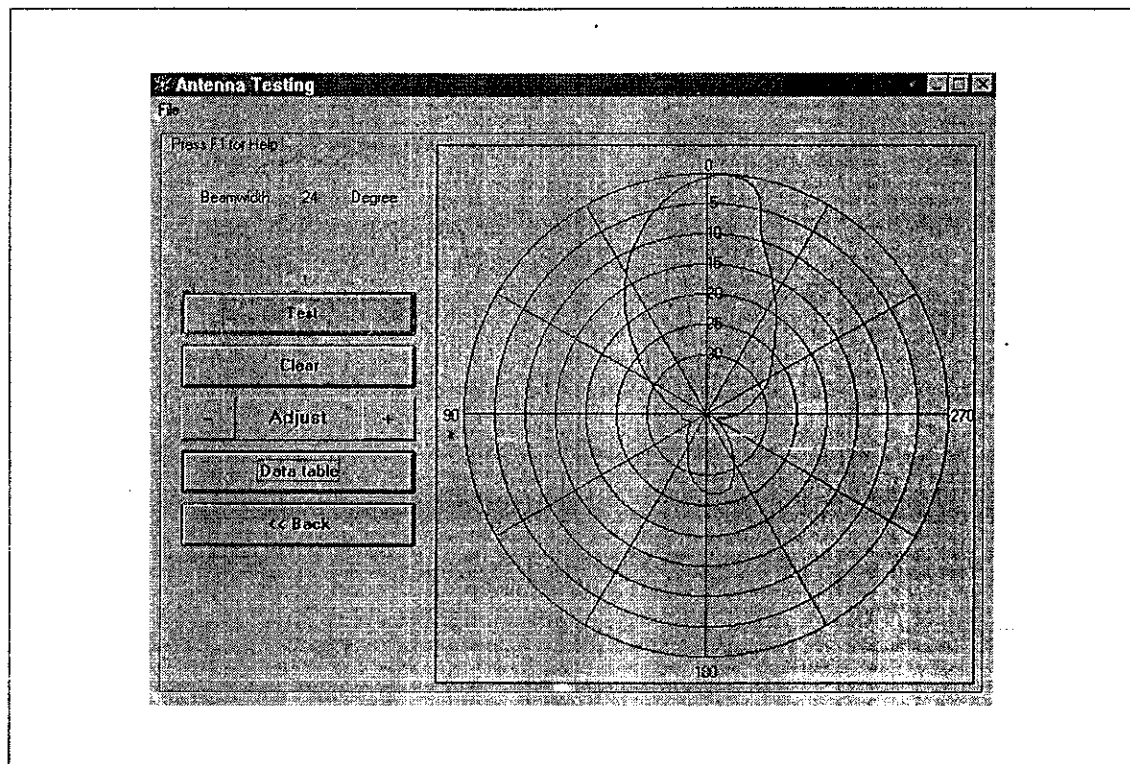 Antenna Testing
File
Press F1 for Help
Beamwidth 24 Degree
Test
Clear
- Adjust +
Data table
<< Back
0
5
10
15
20
25
30
90
270
180